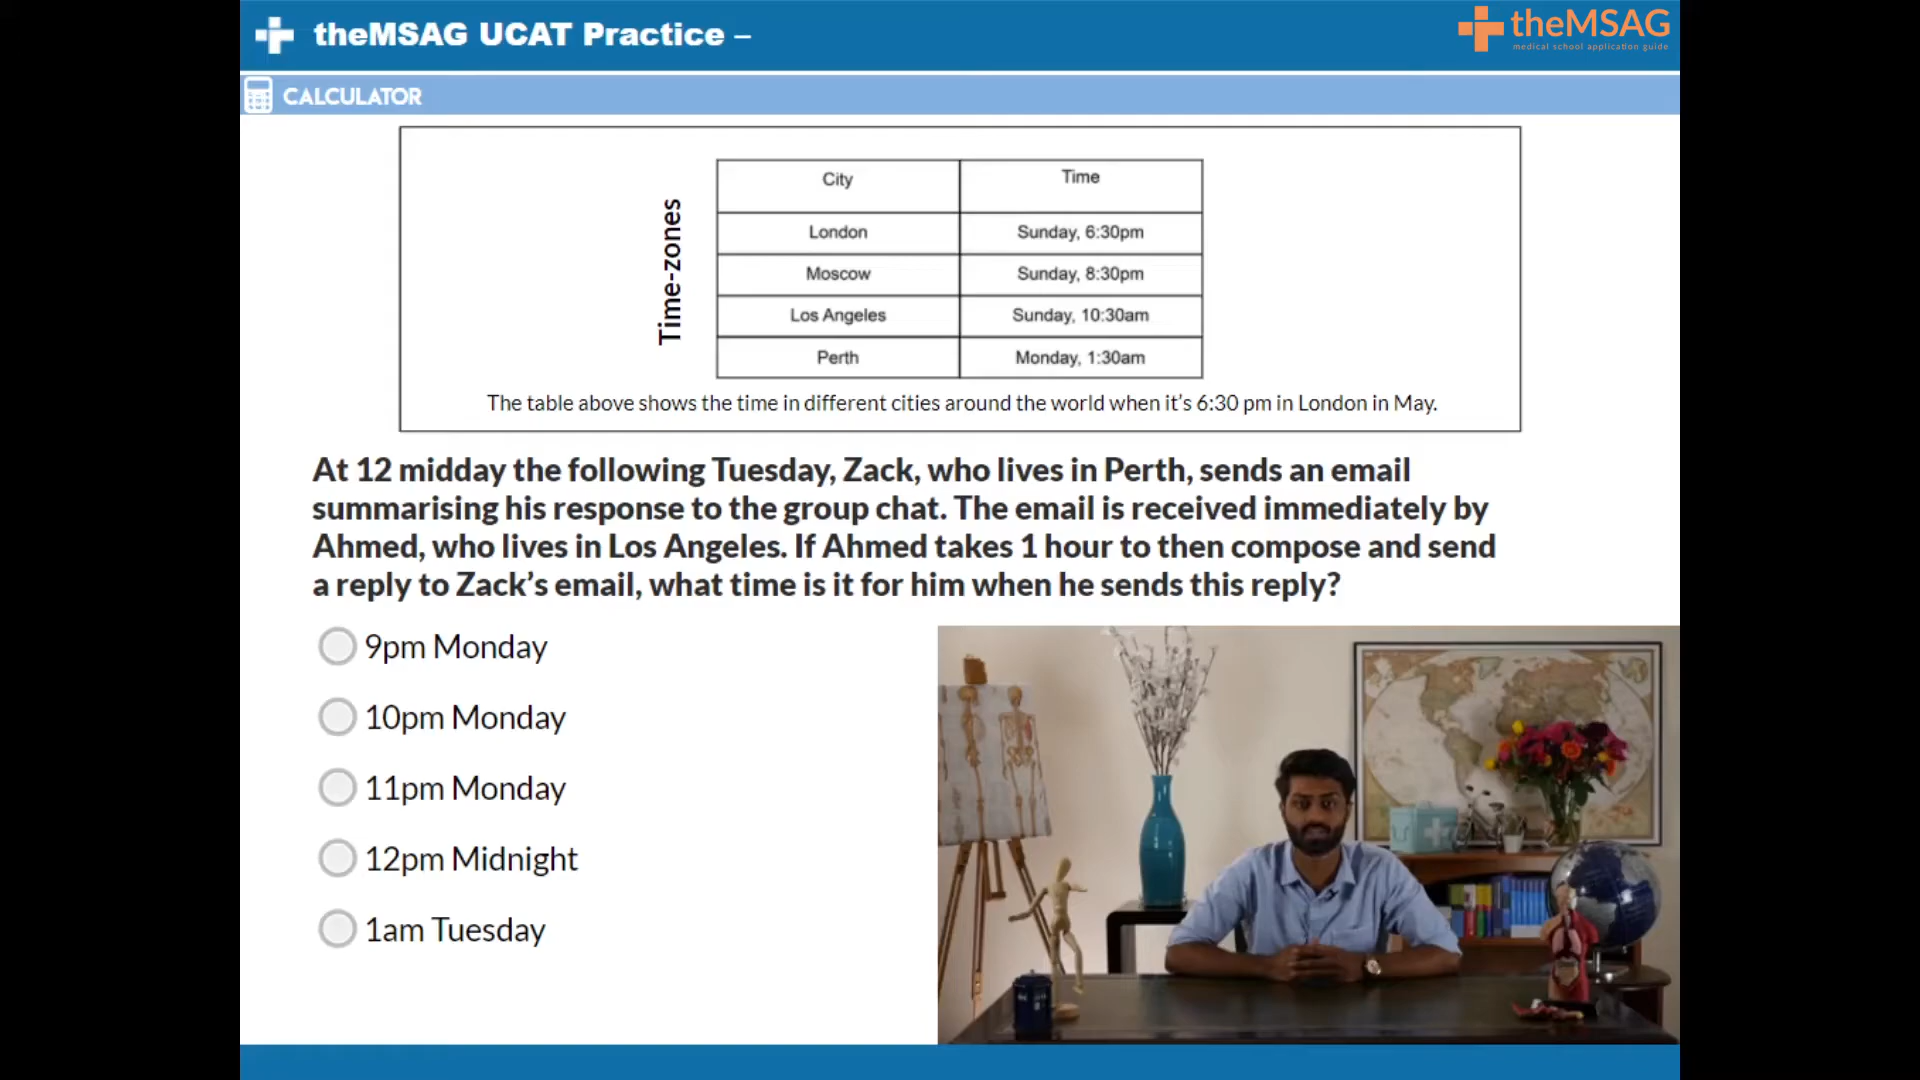 theMSAG UCAT Practice –
theMSAG
medical school application guide
CALCULATOR
Time-zones
City Time
London Sunday, 6:30pm
Moscow Sunday, 8:30pm
Los Angeles Sunday, 10:30am
Perth Monday, 1:30am
The table above shows the time in different cities around the world when it’s 6:30 pm in London in May.
At 12 midday the following Tuesday, Zack, who lives in Perth, sends an email
summarising his response to the group chat. The email is received immediately by
Ahmed, who lives in Los Angeles. If Ahmed takes 1 hour to then compose and send
a reply to Zack’s email, what time is it for him when he sends this reply?
9pm Monday
10pm Monday
11pm Monday
12pm Midnight
1am Tuesday